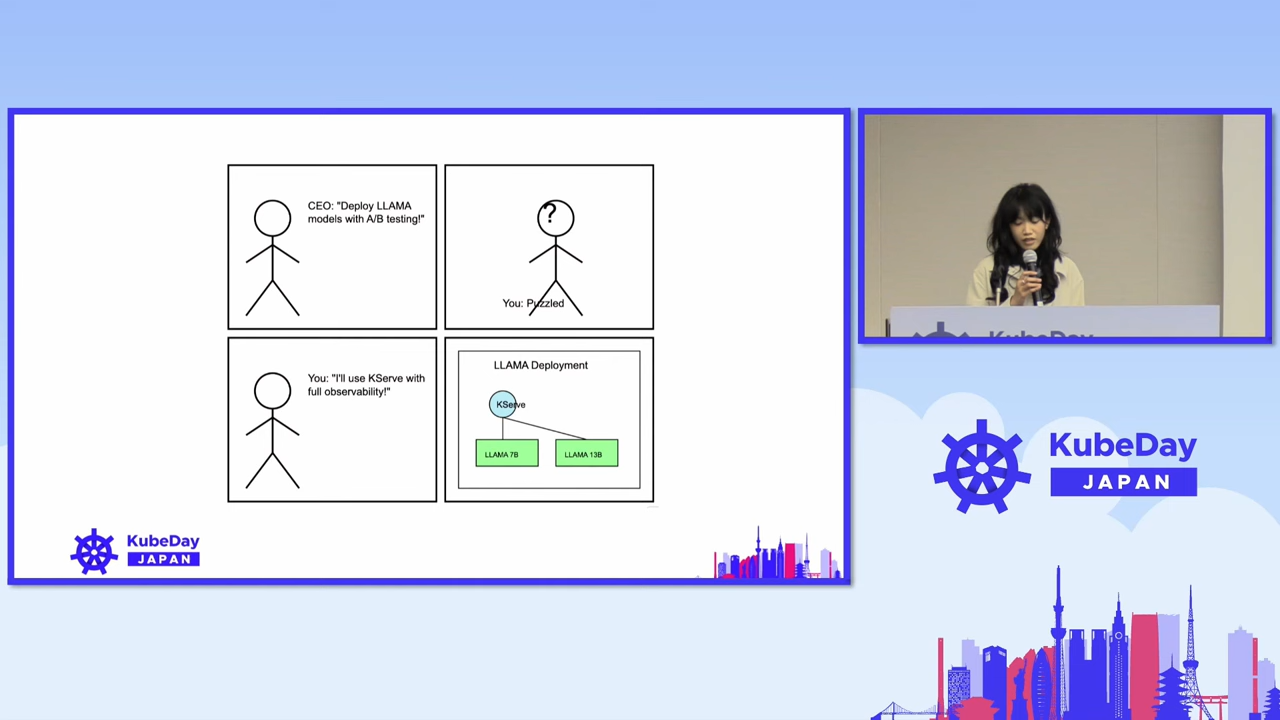 CEO: "Deploy LLAMA
models with A/B testing!"
?
You: Puzzled
You: "I'll use KServe with
full observability!"
LLAMA Deployment
KServe
LLAMA 7B
LLAMA 13B
KubeDay
JAPAN
KubeDay
KubeDay
JAPAN